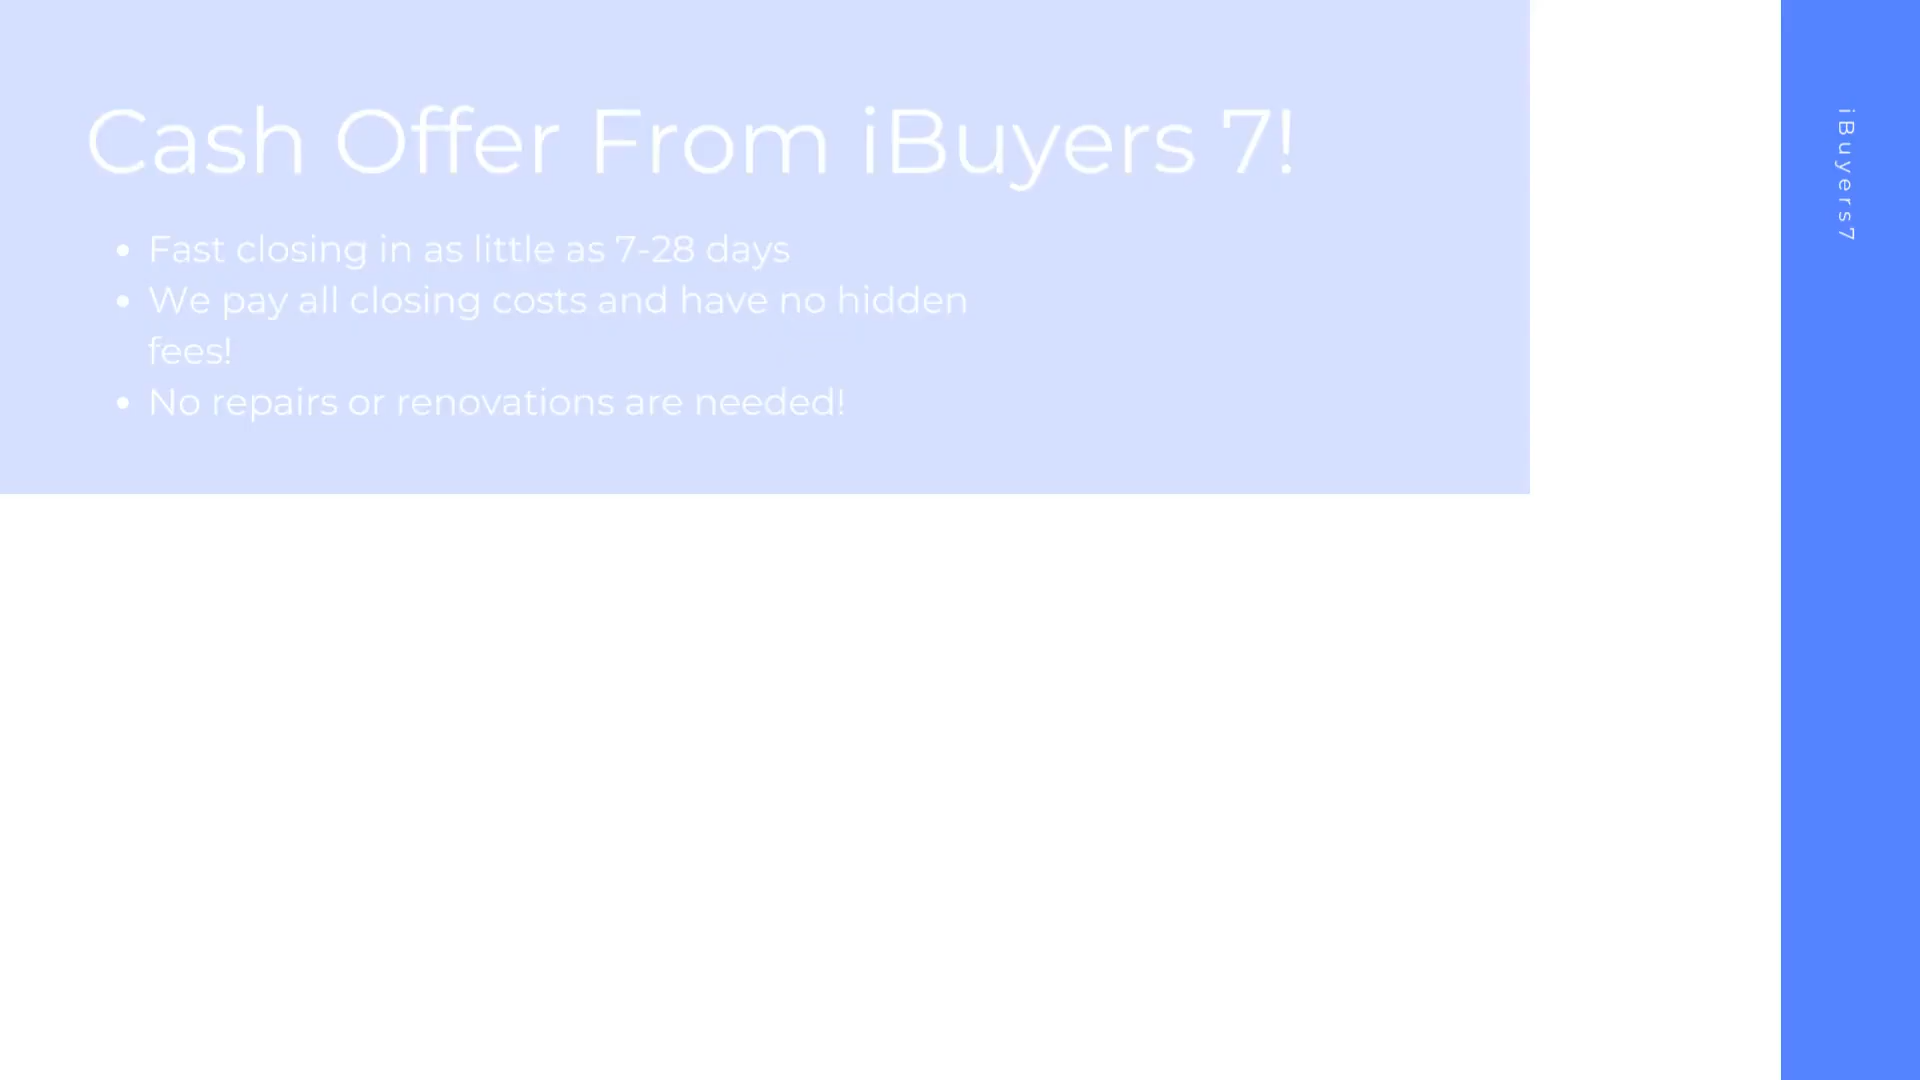 Cash Offer From iBuyers 7!
• Fast closing in as little as 7-28 days
• We pay all closing costs and have no hidden
fees!
• No repairs or renovations are needed!
iBuyers7